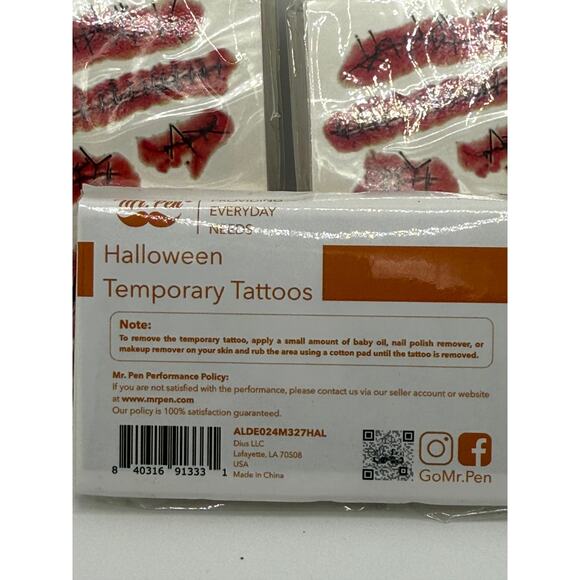 Mr. Pen
PROVIDING
EVERYDAY
NEEDS
Halloween
Temporary Tattoos
Note:
To remove the temporary tattoo, apply a small amount of baby oil, nail polish remover, or
makeup remover on your skin and rub the area using a cotton pad until the tattoo is removed.
Mr. Pen Performance Policy:
If you are not satisfied with the performance, please contact us via our seller account or website
at www.mrpen.com
Our policy is 100% satisfaction guaranteed.
ALDE024M327HAL
Dius LLC
Lafayette, LA 70508
USA
Made in China
8 40316 91333 1
GoMr.Pen